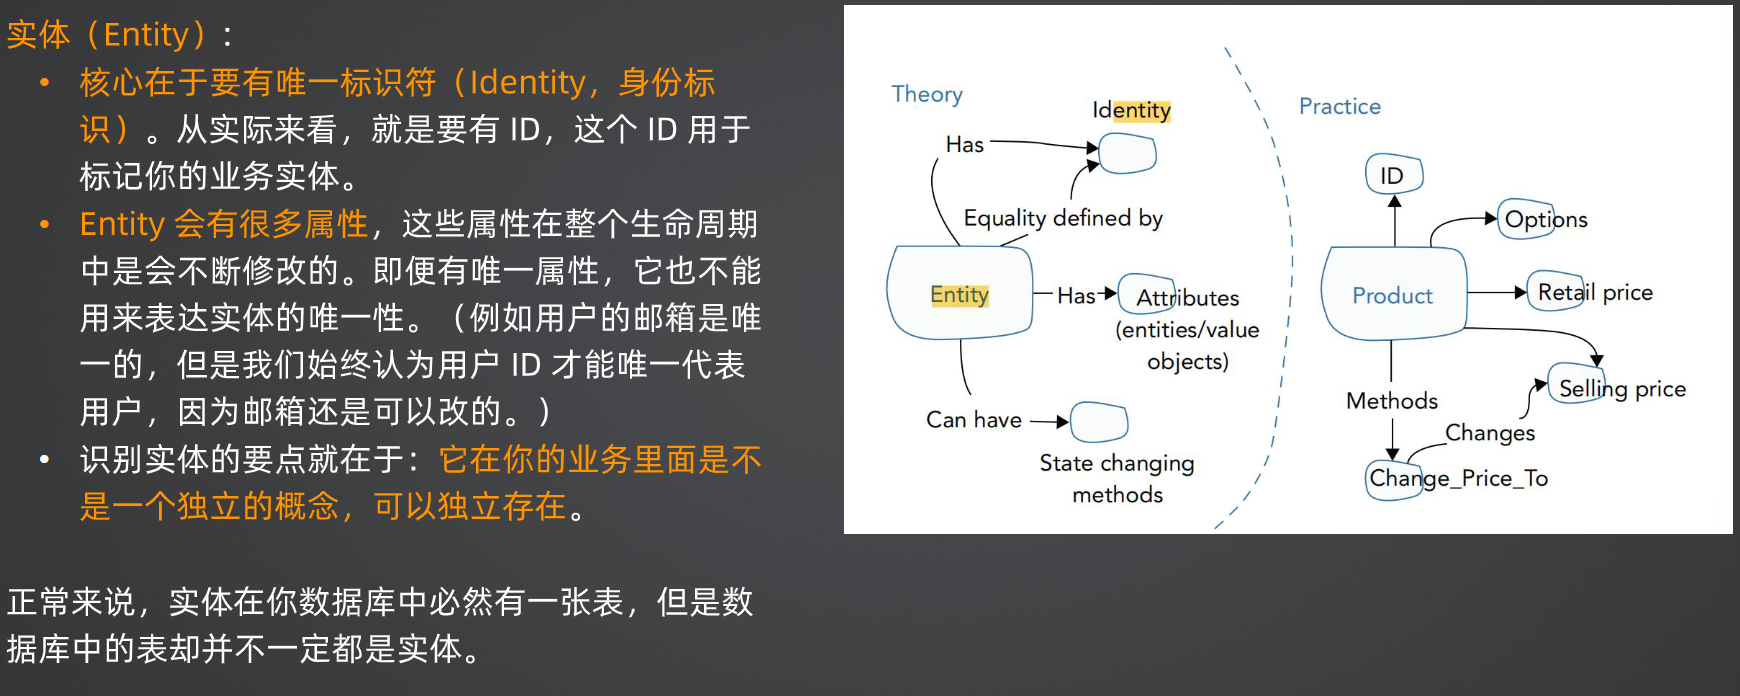 实体（Entity）：
• 核心在于要有唯一标识符（Identity，身份标
识）。从实际来看，就是要有 ID，这个 ID 用于
标记你的业务实体。
• Entity 会有很多属性，这些属性在整个生命周期
中是会不断修改的。即便有唯一属性，它也不能
用来表达实体的唯一性。（例如用户的邮箱是唯
一的，但是我们始终认为用户 ID 才能唯一代表
用户，因为邮箱还是可以改的。）
• 识别实体的要点就在于：它在你的业务里面是不
是一个独立的概念，可以独立存在。
正常来说，实体在你数据库中必然有一张表，但是数
据库中的表却并不一定都是实体。
Theory
Identity
Has
Equality defined by
Entity
Has
Attributes
(entities/value
objects)
Can have
State changing
methods
Practice
ID
Options
Product
Retail price
Selling price
Methods
Changes
Change_Price_To